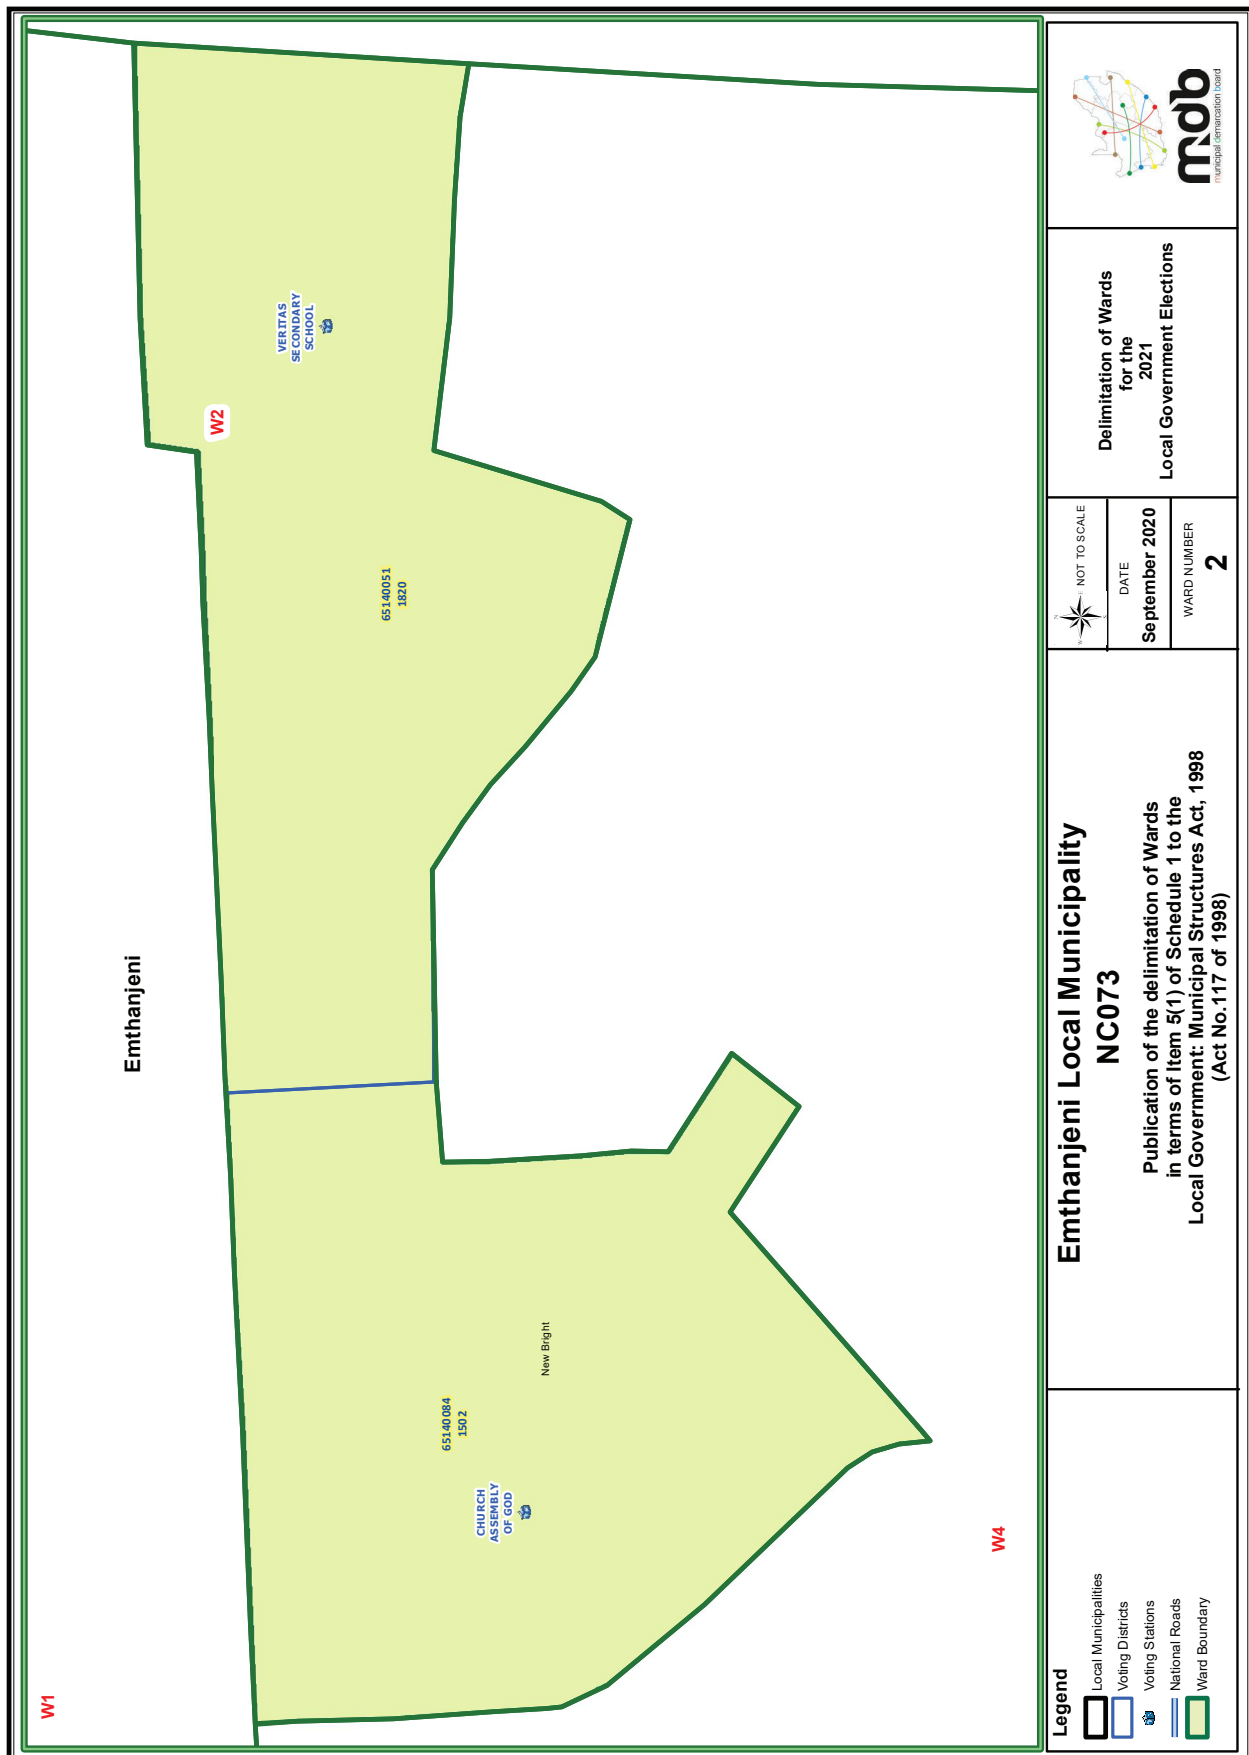 W1
Emthanjeni
W2
VERITAS
SECONDARY
SCHOOL
65140051
1820
65140084
1502
CHURCH
ASSEMBLY
OF GOD
New Bright
W4
Legend
Local Municipalities
Voting Districts
Voting Stations
National Roads
Ward Boundary
Emthanjeni Local Municipality
NC073
Publication of the delimitation of Wards
in terms of Item 5(1) of Schedule 1 to the
Local Government: Municipal Structures Act, 1998
(Act No.117 of 1998)
N
W
E
S
NOT TO SCALE
DATE
September 2020
WARD NUMBER
2
Delimitation of Wards
for the
2021
Local Government Elections
mdb
municipal demarcation board